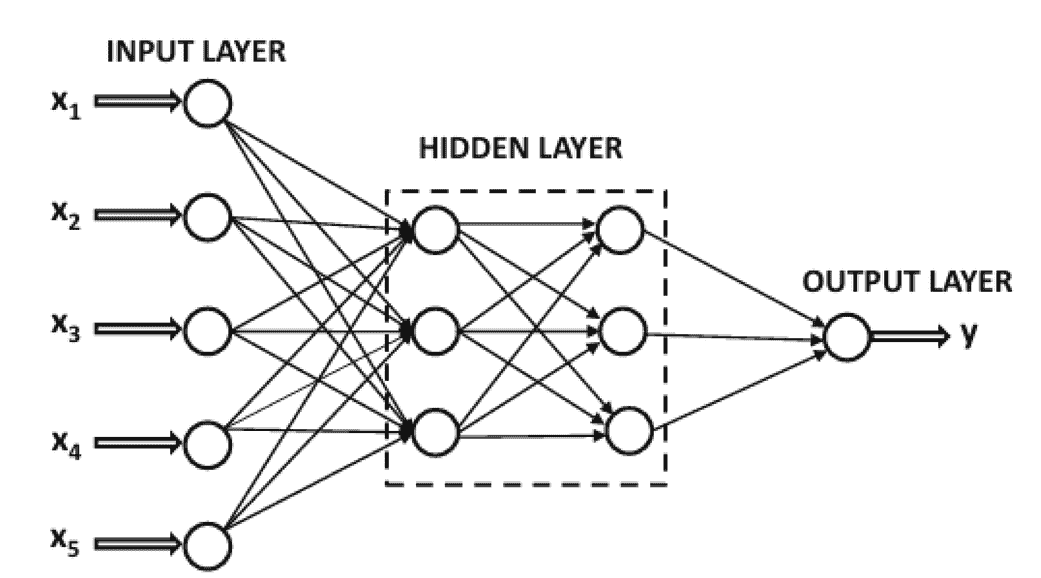 INPUT LAYER
x1
HIDDEN LAYER
x2
OUTPUT LAYER
x3
y
x4
x5